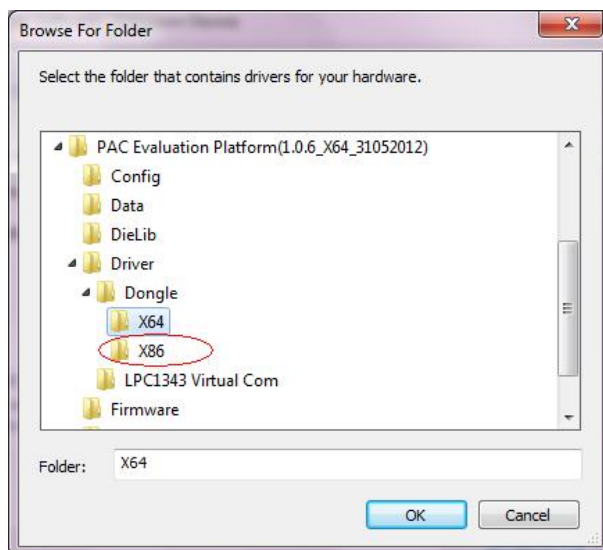 Browse For Folder
Select the folder that contains drivers for your hardware.
PAC Evaluation Platform(1.0.6_X64_31052012)
Config
Data
DieLib
Driver
Dongle
X64
X86
LPC1343 Virtual Com
Firmware
Folder: X64
OK Cancel